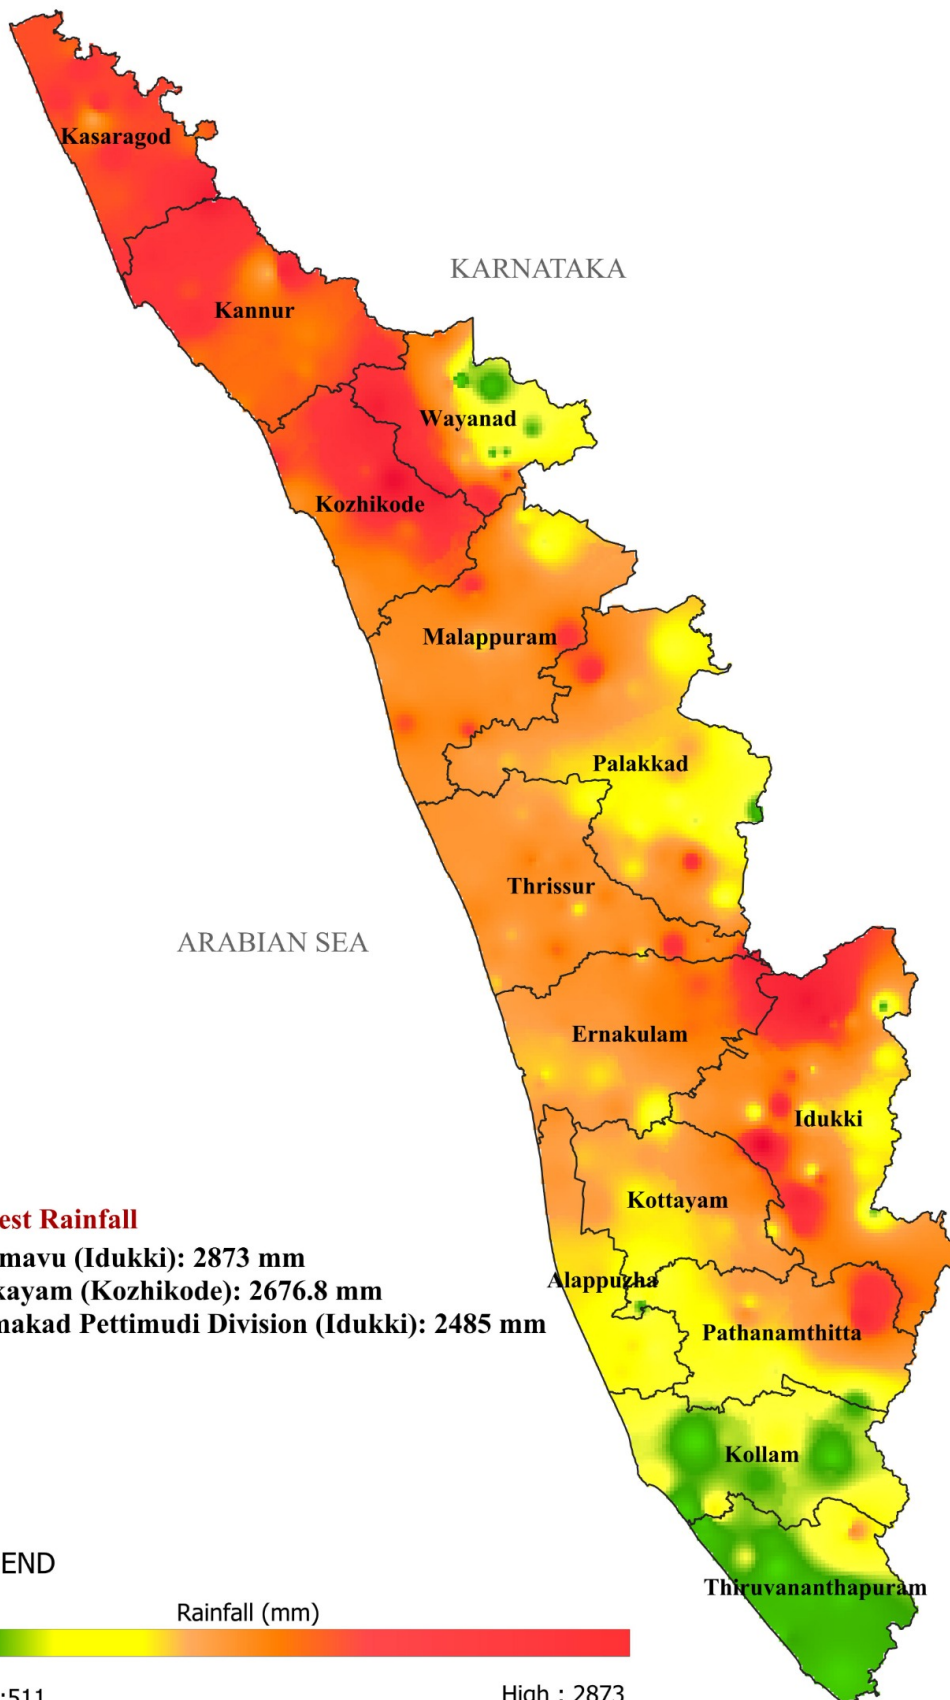 Kasaragod
KARNATAKA
Kannur
Wayanad
Kozhikode
Malappuram
Palakkad
Thrissur
ARABIAN SEA
Ernakulam
Idukki
Kottayam
est Rainfall
mavu (Idukki): 2873 mm
kayam (Kozhikode): 2676.8 mm
makad Pettimudi Division (Idukki): 2485 mm
Alappuzha
Pathanamthitta
Kollam
END
Thiruvananthapuram
Rainfall (mm)
:511
High : 2873